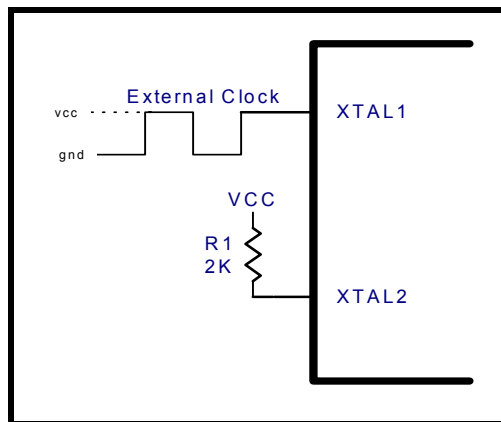 External Clock
vcc
XTAL1
gnd
VCC
R1
2K
XTAL2